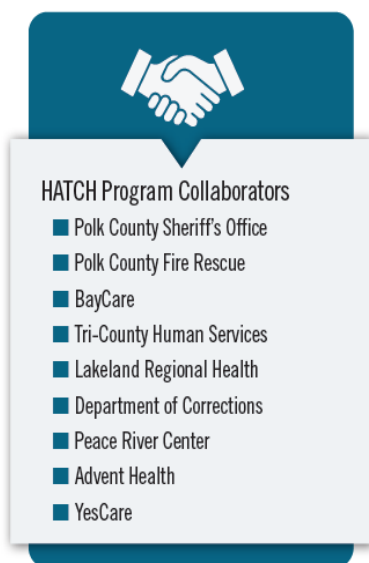 HATCH Program Collaborators
Polk County Sheriff's Office
Polk County Fire Rescue
BayCare
Tri-County Human Services
Lakeland Regional Health
Department of Corrections
Peace River Center
Advent Health
YesCare